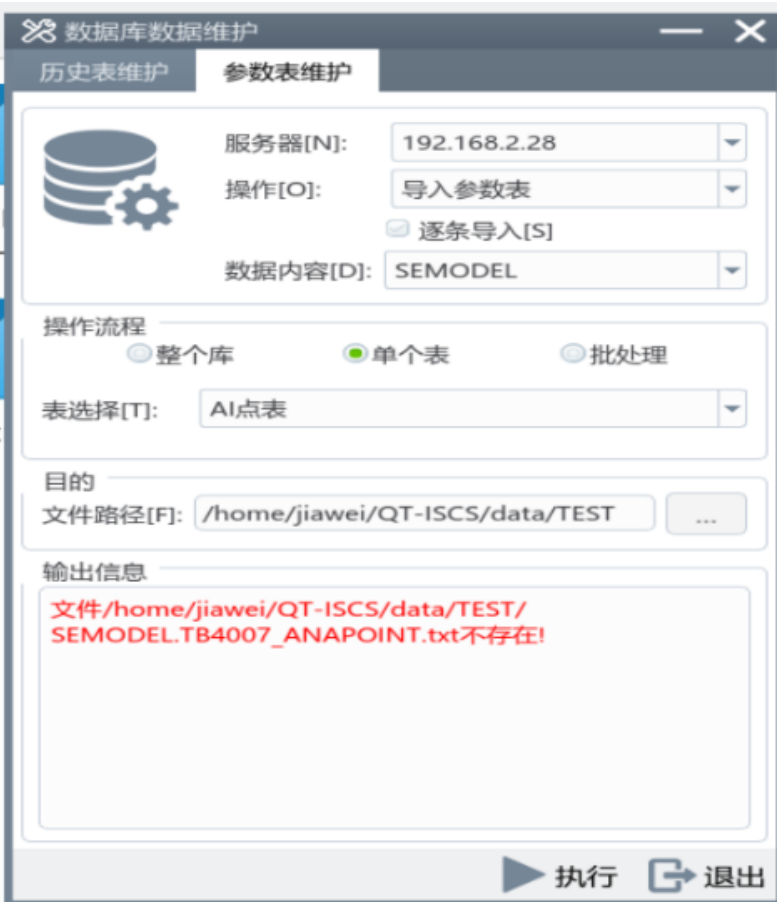 数据库数据维护
历史表维护 参数表维护
服务器[N]: 192.168.2.28
操作[O]: 导入参数表
逐条导入[S]
数据内容[D]: SEMODEL
操作流程
整个库 单个表 批处理
表选择[T]: AI点表
目的
文件路径[F]: /home/jiawei/QT-ISCS/data/TEST ...
输出信息
文件/home/jiawei/QT-ISCS/data/TEST/
SEMODEL.TB4007_ANAPOINT.txt不存在!
执行 退出